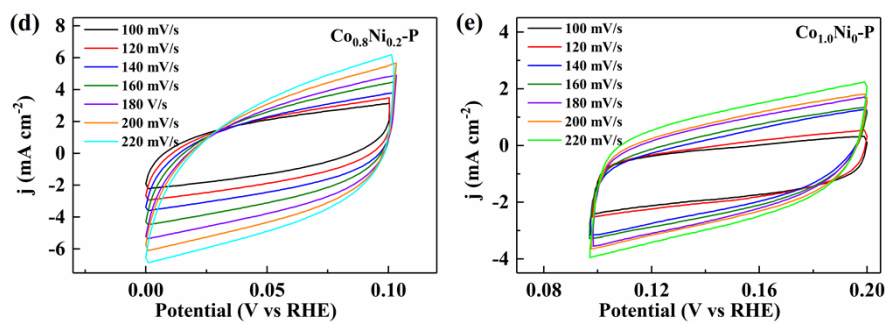 (d)
Co0.8Ni0.2-P
100 mV/s
120 mV/s
140 mV/s
160 mV/s
180 V/s
200 mV/s
220 mV/s
8
6
4
2
0
-2
-4
-6
j (mA cm-2)
0.00
0.05
0.10
Potential (V vs RHE)
(e)
Co1.0Ni0-P
100 mV/s
120 mV/s
140 mV/s
160 mV/s
180 mV/s
200 mV/s
220 mV/s
4
2
0
-2
-4
j (mA cm-2)
0.08
0.12
0.16
0.20
Potential (V vs RHE)